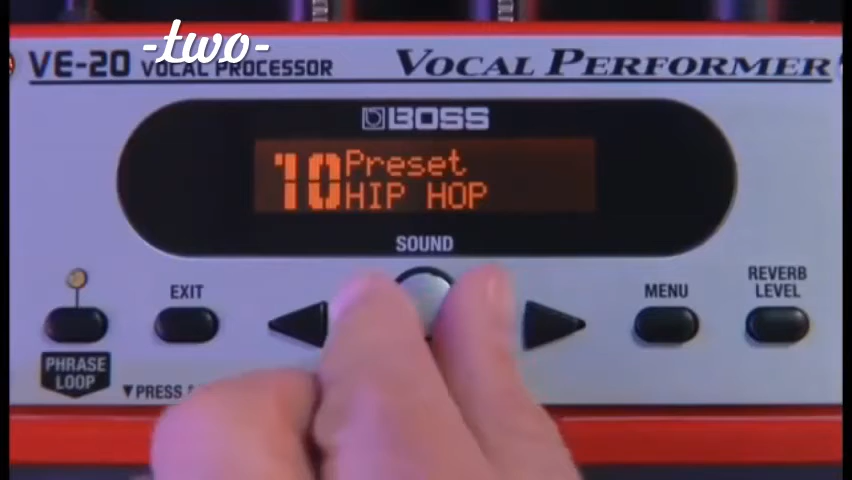 -two-
VE-20 VOCAL PROCESSOR
VOCAL PERFORMER
BOSS
10 Preset
HIP HOP
SOUND
EXIT
MENU
REVERB
LEVEL
PHRASE
LOOP
▼PRESS